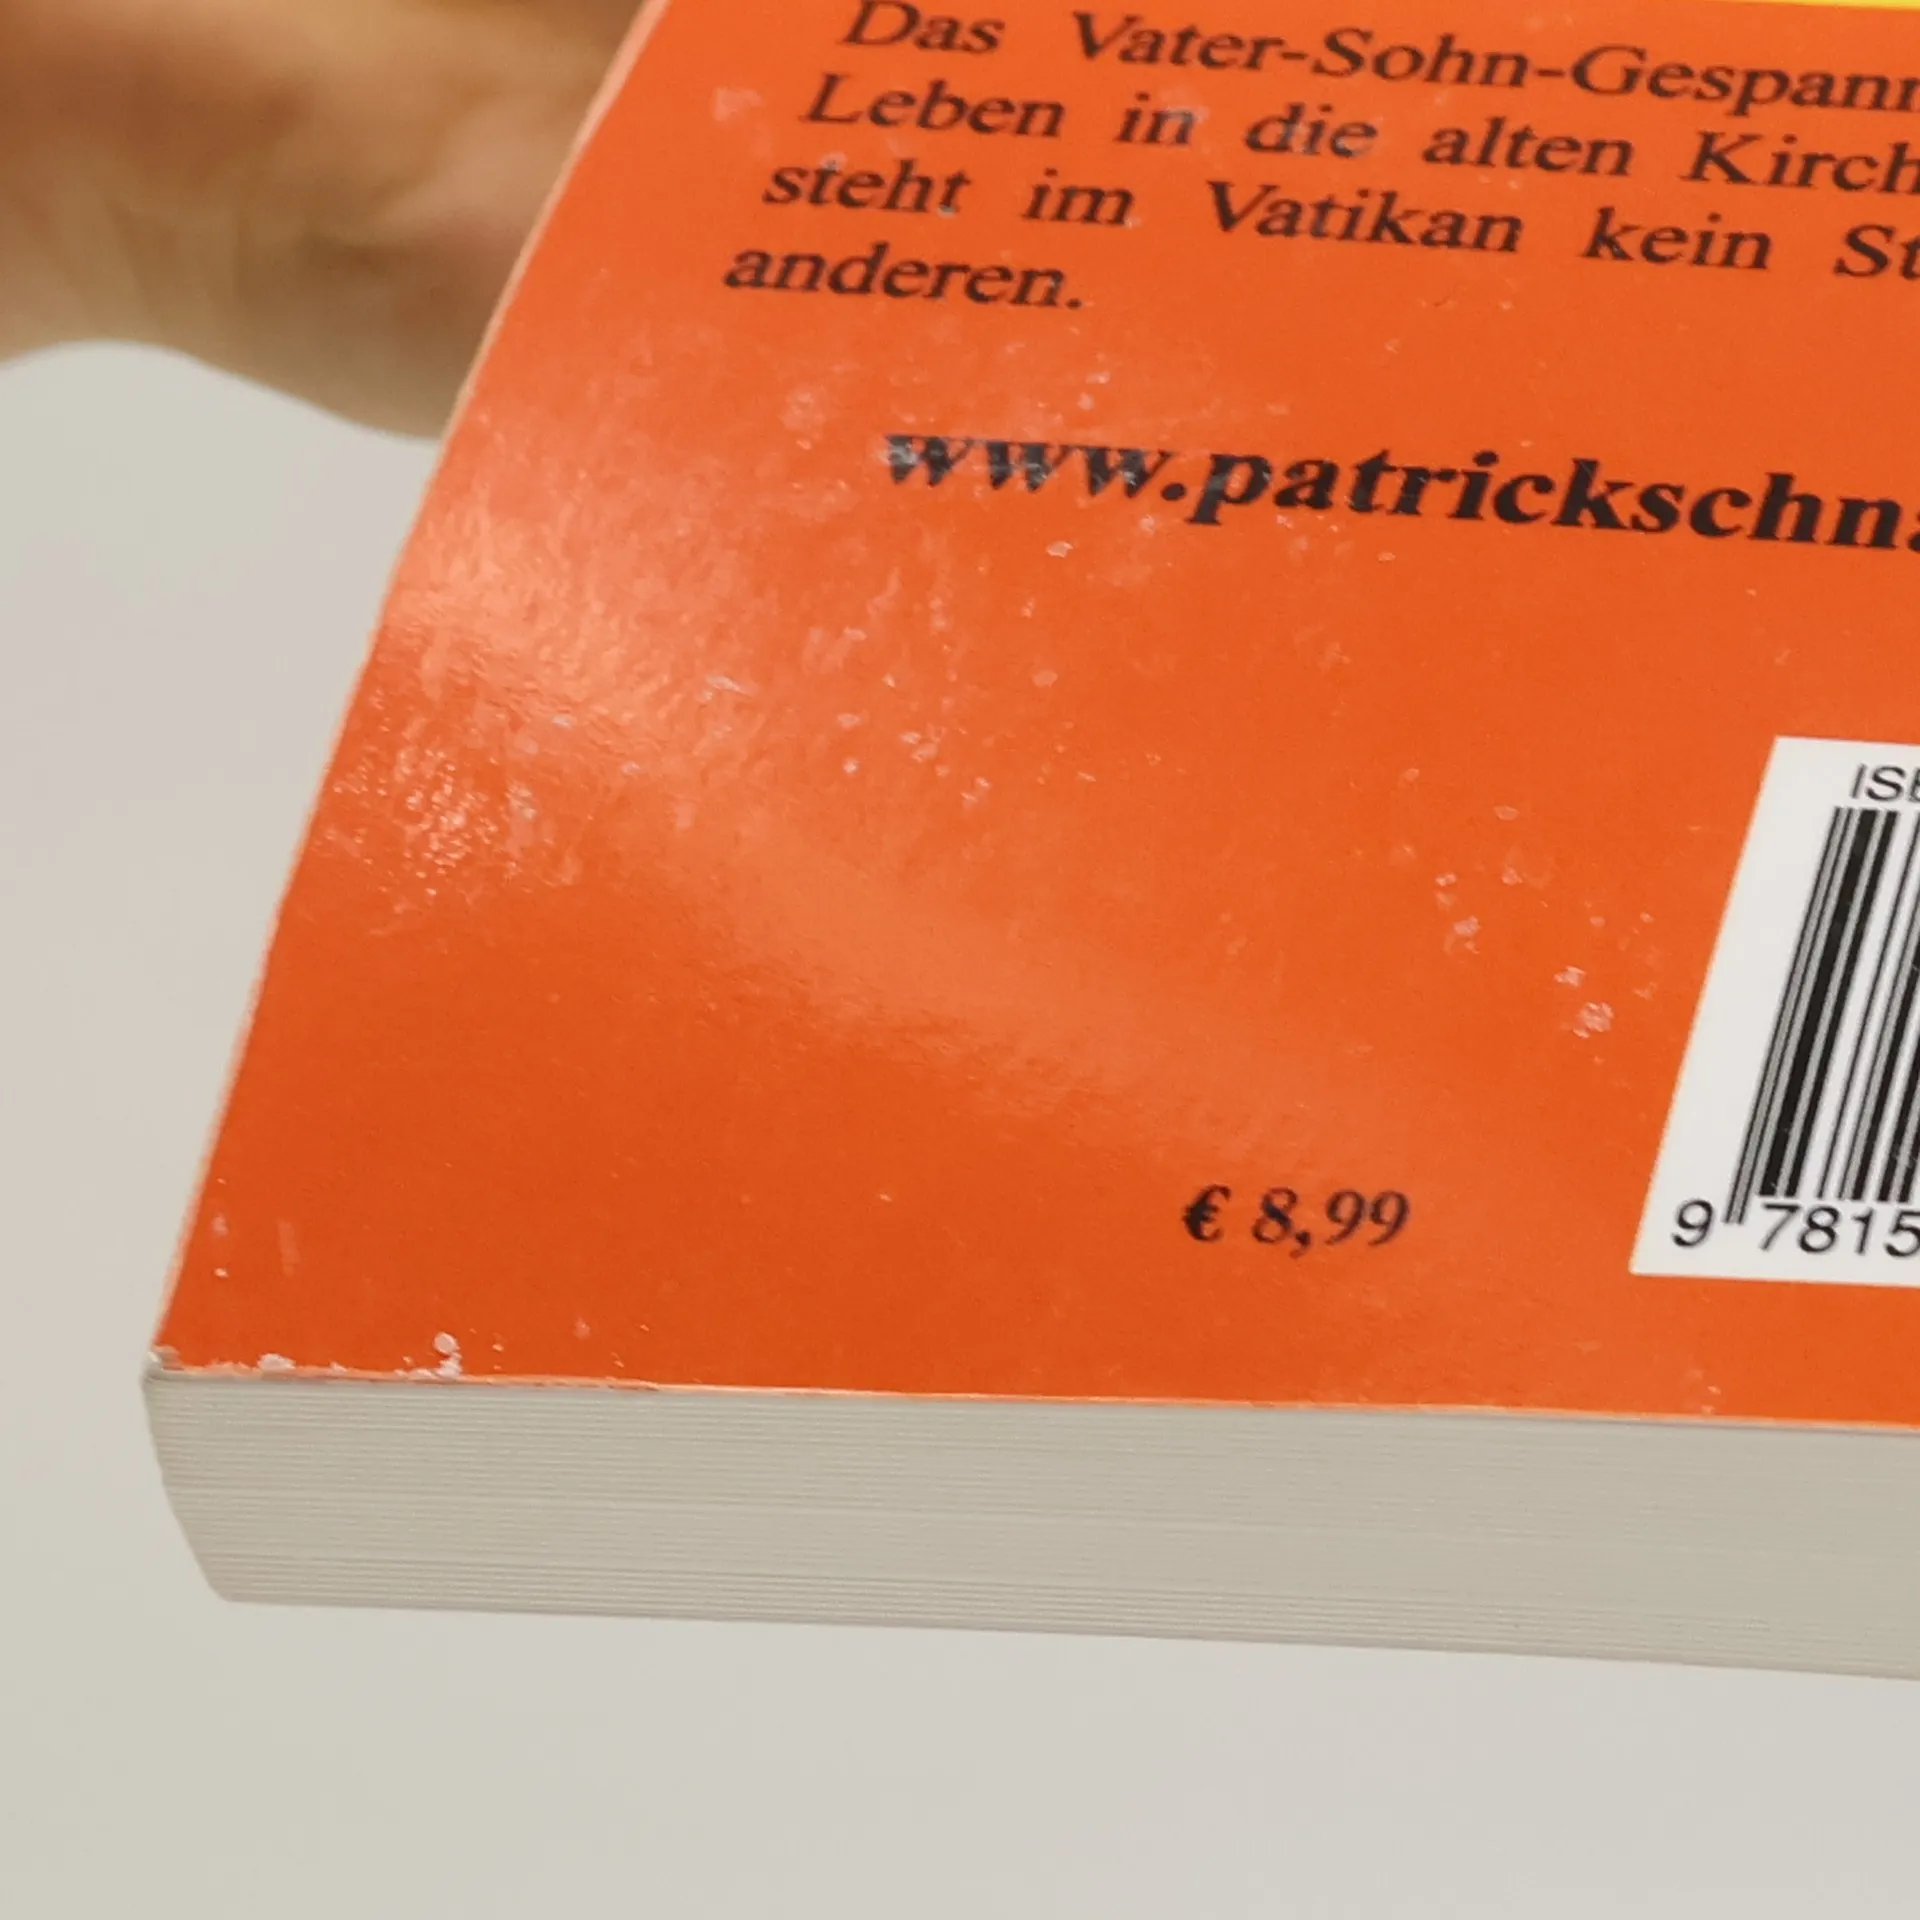 Das Vater-Sohn-Gespann
Leben in die alten Kirch
steht im Vatikan kein St
anderen.
www.patrickschna
ISB
€ 8,99
9 7815